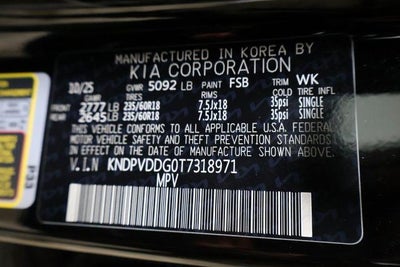 MANUFACTURED IN KOREA BY
KIA CORPORATION
10/25 GVWR 5092 LB PAINT FSB TRIM WK
GAWR TIRES RIMS COLD TIRE INFL.
FRONT 2777 LB 235/60R18 7.5Jx18 35psi SINGLE
REAR 2645 LB 235/60R18 7.5Jx18 35psi SINGLE
THIS VEHICLE CONFORMS TO ALL APPLICABLE U.S.A. FEDERAL
MOTOR VEHICLE SAFETY AND THEFT PREVENTION STANDARDS
IN EFFECT ON THE DATE OF MANUFACTURE SHOWN ABOVE.
V.I.N KNDPVDDG0T7318971
MPV